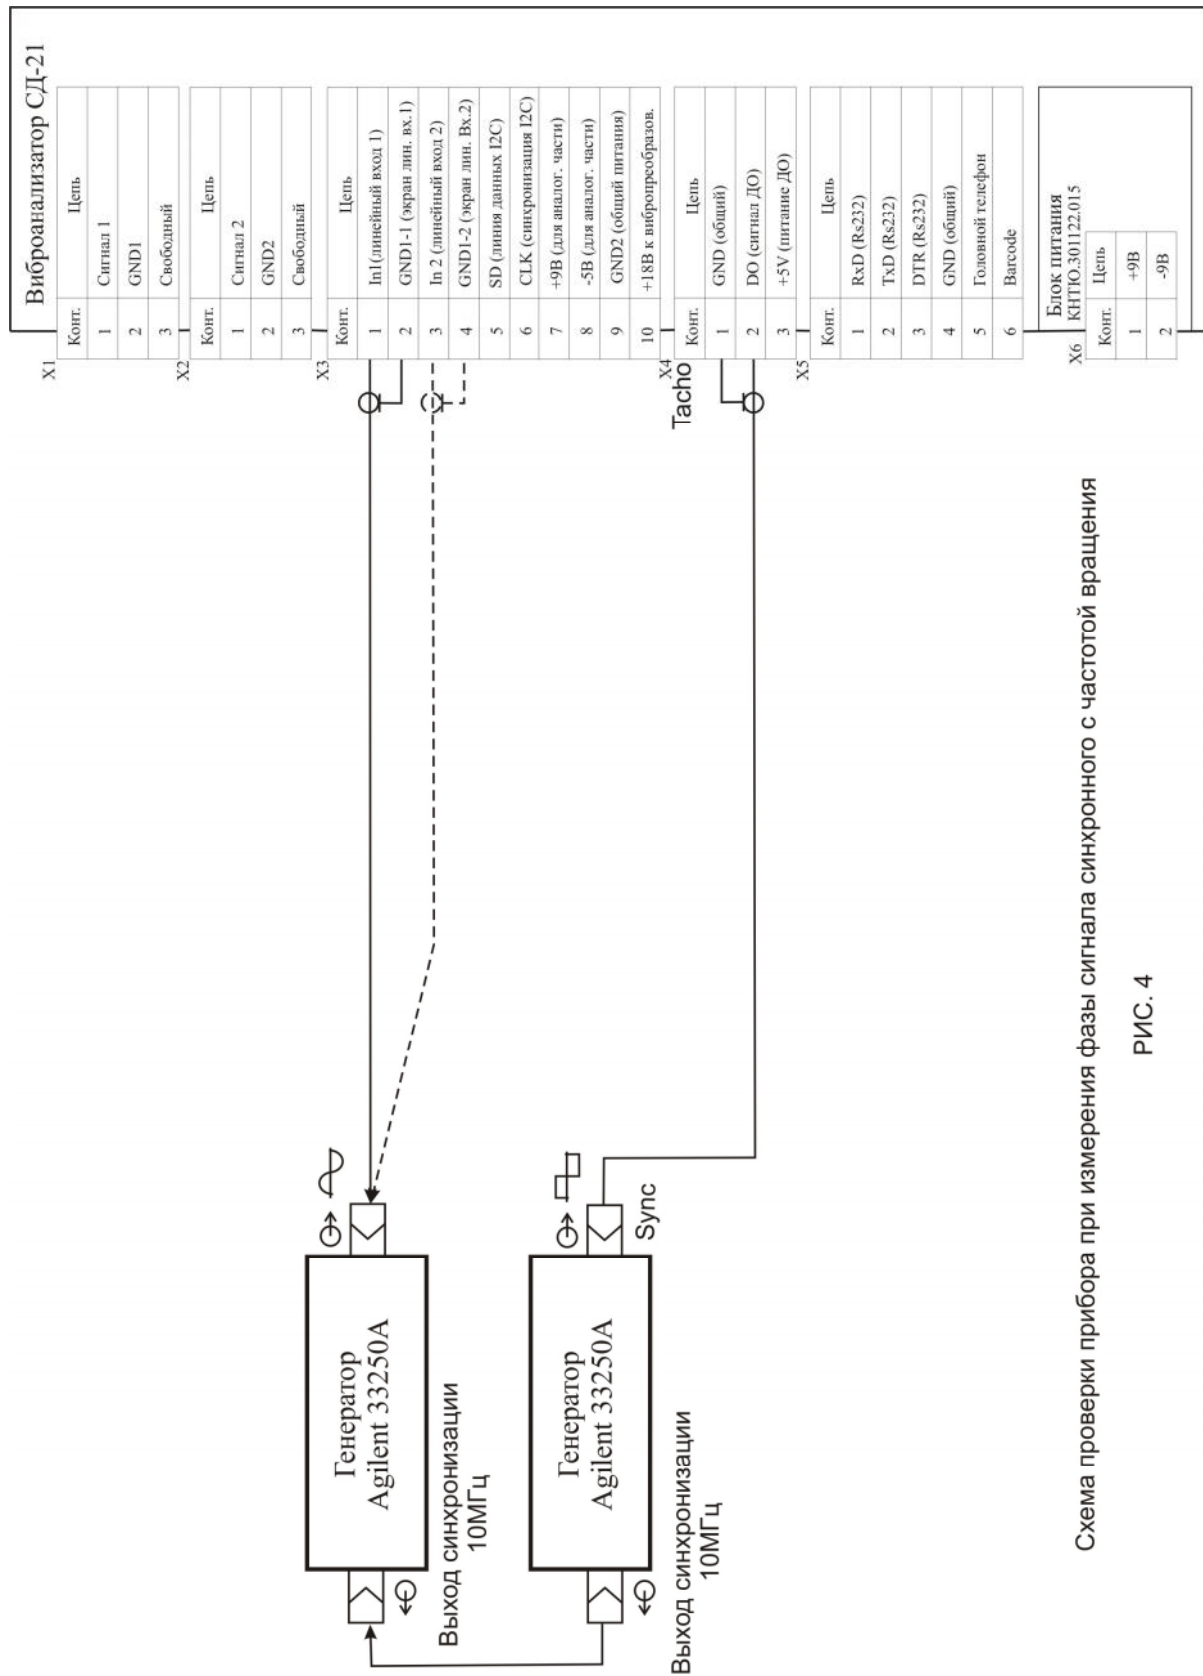 Виброанализатор СД-21
X1
Конт. Цепь
1 Сигнал 1
2 GND1
3 Свободный
X2
Конт. Цепь
1 Сигнал 2
2 GND2
3 Свободный
X3
Конт. Цепь
1 In1(линейный вход 1)
2 GND1-1 (экран лин. вх.1)
3 In 2 (линейный вход 2)
4 GND1-2 (экран лин. Вх.2)
5 SD (линия данных I2C)
6 CLK (синхронизация I2C)
7 +9В (для аналог. части)
8 -5В (для аналог. части)
9 GND2 (общий питания)
10 +18В к вибропреобразов.
X4
Tacho
Конт. Цепь
1 GND (общий)
2 DO (сигнал ДО)
3 +5V (питание ДО)
X5
Конт. Цепь
1 RxD (Rs232)
2 TxD (Rs232)
3 DTR (Rs232)
4 GND (общий)
5 Головной телефон
6 Barcode
Блок питания
КНТЮ.301122.015
X6
Конт. Цепь
1 +9В
2 -9В
Генератор
Agilent 33250A
Выход синхронизации
10МГц
Генератор
Agilent 33250A
Sync
Выход синхронизации
10МГц
Схема проверки прибора при измерения фазы сигнала синхронного с частотой вращения
РИС. 4